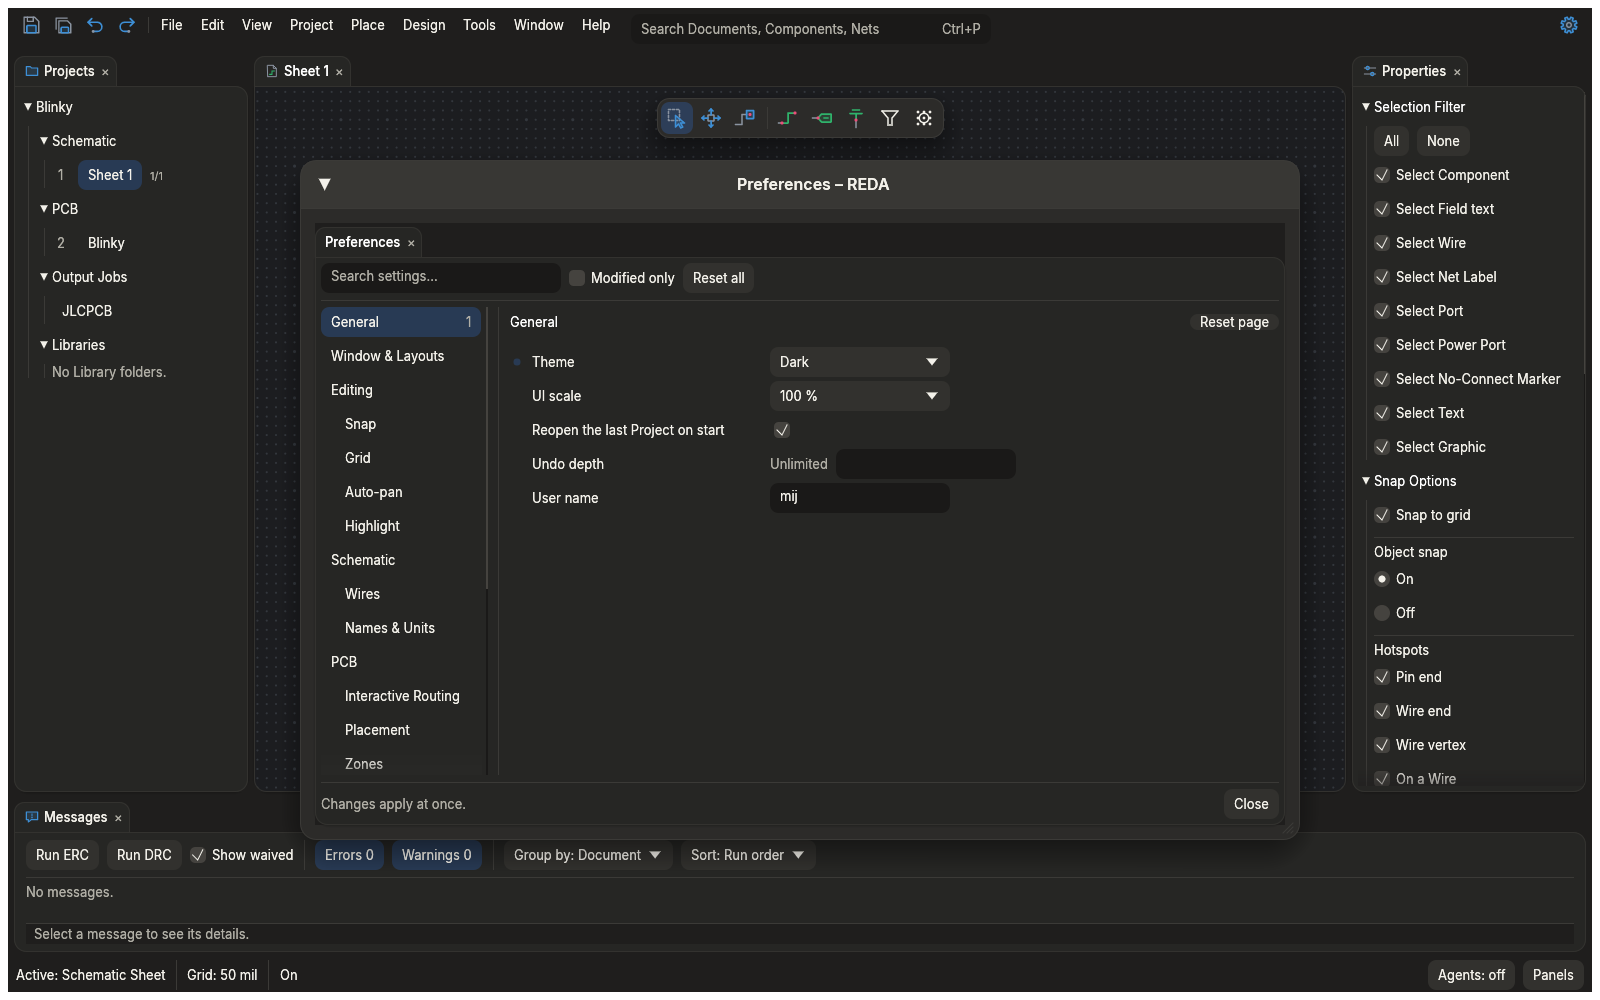 File Edit View Project Place Design Tools Window Help Search Documents, Components, Nets Ctrl+P
Projects ×
Blinky
Schematic
1 Sheet 1 1/1
PCB
2 Blinky
Output Jobs
JLCPCB
Libraries
No Library folders.
Sheet 1 ×
Preferences – REDA
Preferences ×
Search settings... Modified only Reset all
General 1
Window & Layouts
Editing
Snap
Grid
Auto-pan
Highlight
Schematic
Wires
Names & Units
PCB
Interactive Routing
Placement
Zones
General Reset page
Theme Dark
UI scale 100 %
Reopen the last Project on start
Undo depth Unlimited
User name mij
Changes apply at once. Close
Properties ×
Selection Filter
All None
Select Component
Select Field text
Select Wire
Select Net Label
Select Port
Select Power Port
Select No-Connect Marker
Select Text
Select Graphic
Snap Options
Snap to grid
Object snap
On
Off
Hotspots
Pin end
Wire end
Wire vertex
On a Wire
Messages ×
Run ERC Run DRC Show waived Errors 0 Warnings 0 Group by: Document Sort: Run order
No messages.
Select a message to see its details.
Active: Schematic Sheet Grid: 50 mil On Agents: off Panels